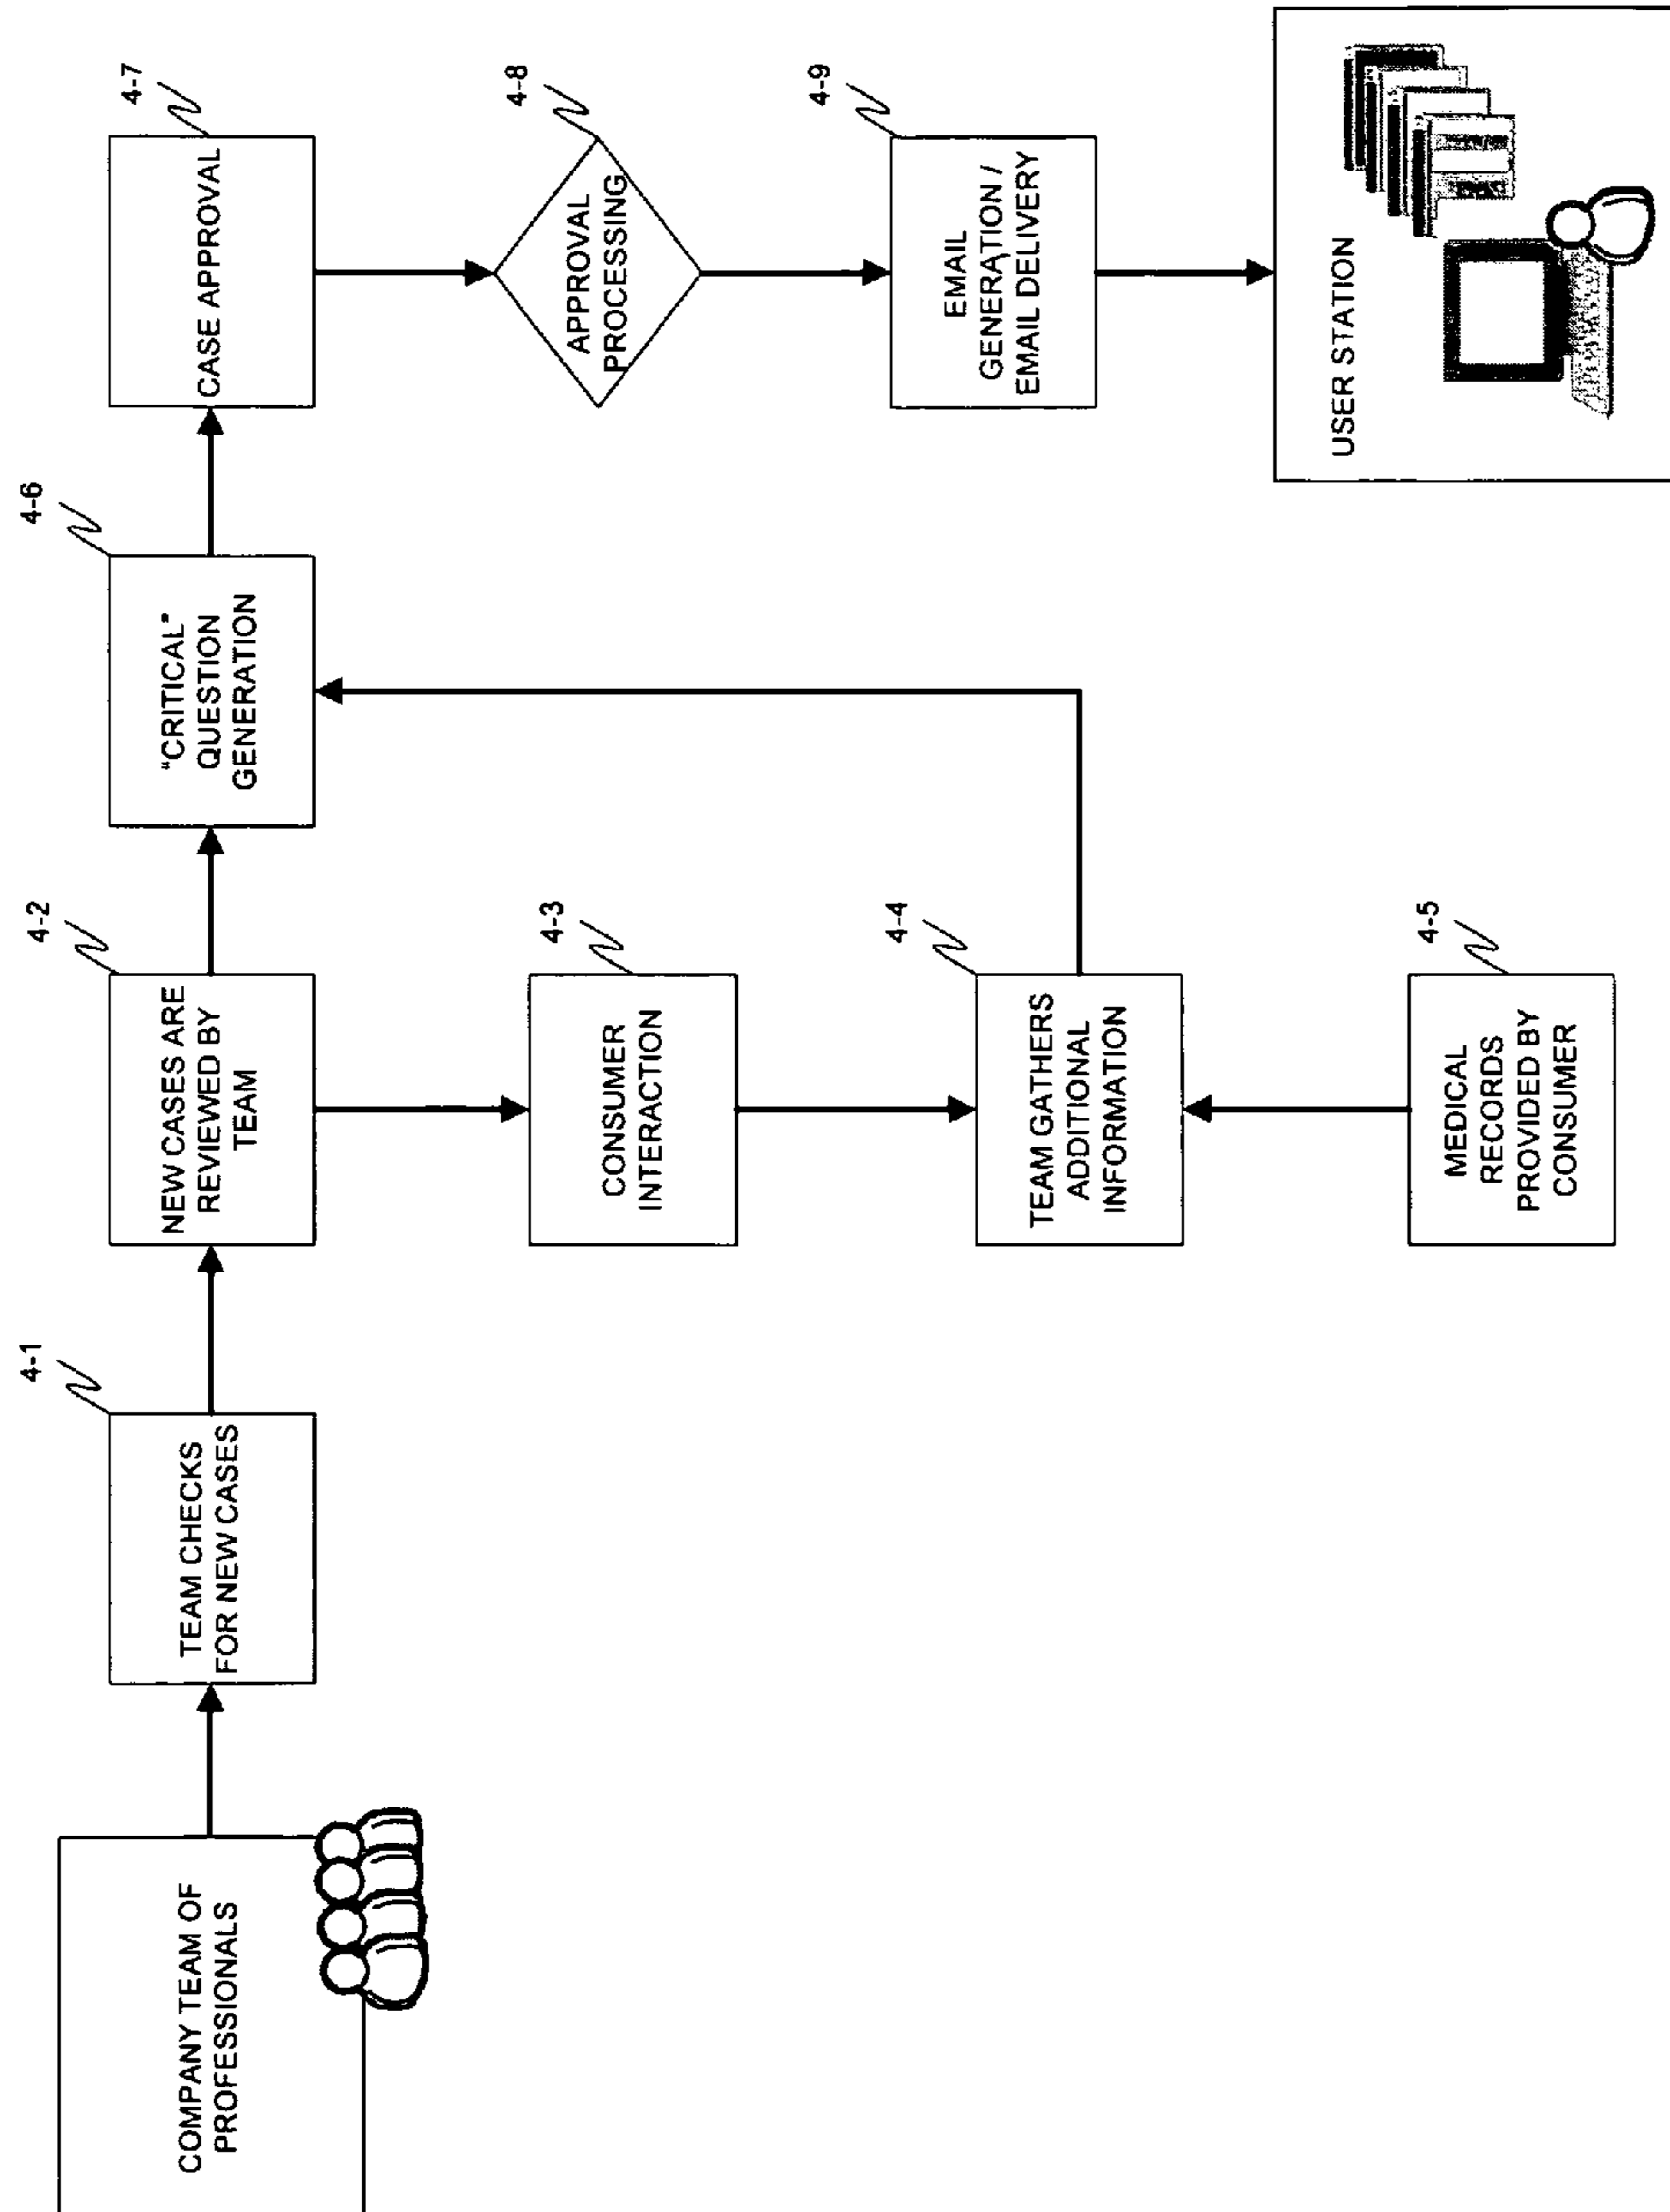 COMPANY TEAM OF
PROFESSIONALS
4-1
TEAM CHECKS
FOR NEW CASES
4-2
NEW CASES ARE
REVIEWED BY
TEAM
4-3
CONSUMER
INTERACTION
4-4
TEAM GATHERS
ADDITIONAL
INFORMATION
4-5
MEDICAL
RECORDS
PROVIDED BY
CONSUMER
4-6
"CRITICAL"
QUESTION
GENERATION
4-7
CASE APPROVAL
4-8
APPROVAL
PROCESSING
4-9
EMAIL
GENERATION /
EMAIL DELIVERY
USER STATION